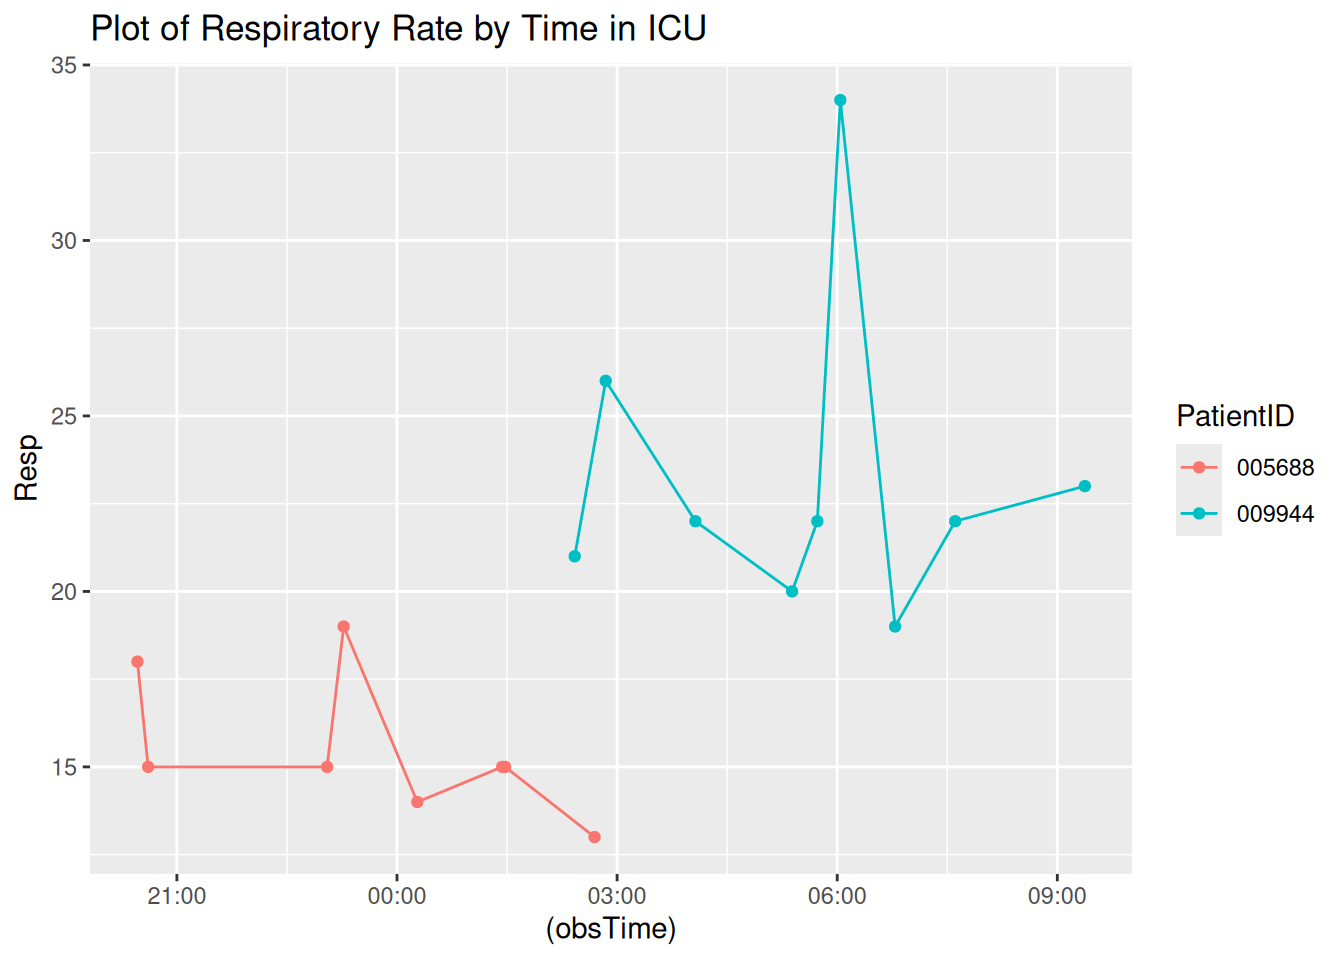 Plot of Respiratory Rate by Time in ICU
35
30
25
20
15
Resp
21:00 00:00 03:00 06:00 09:00
(obsTime)
PatientID
005688
009944